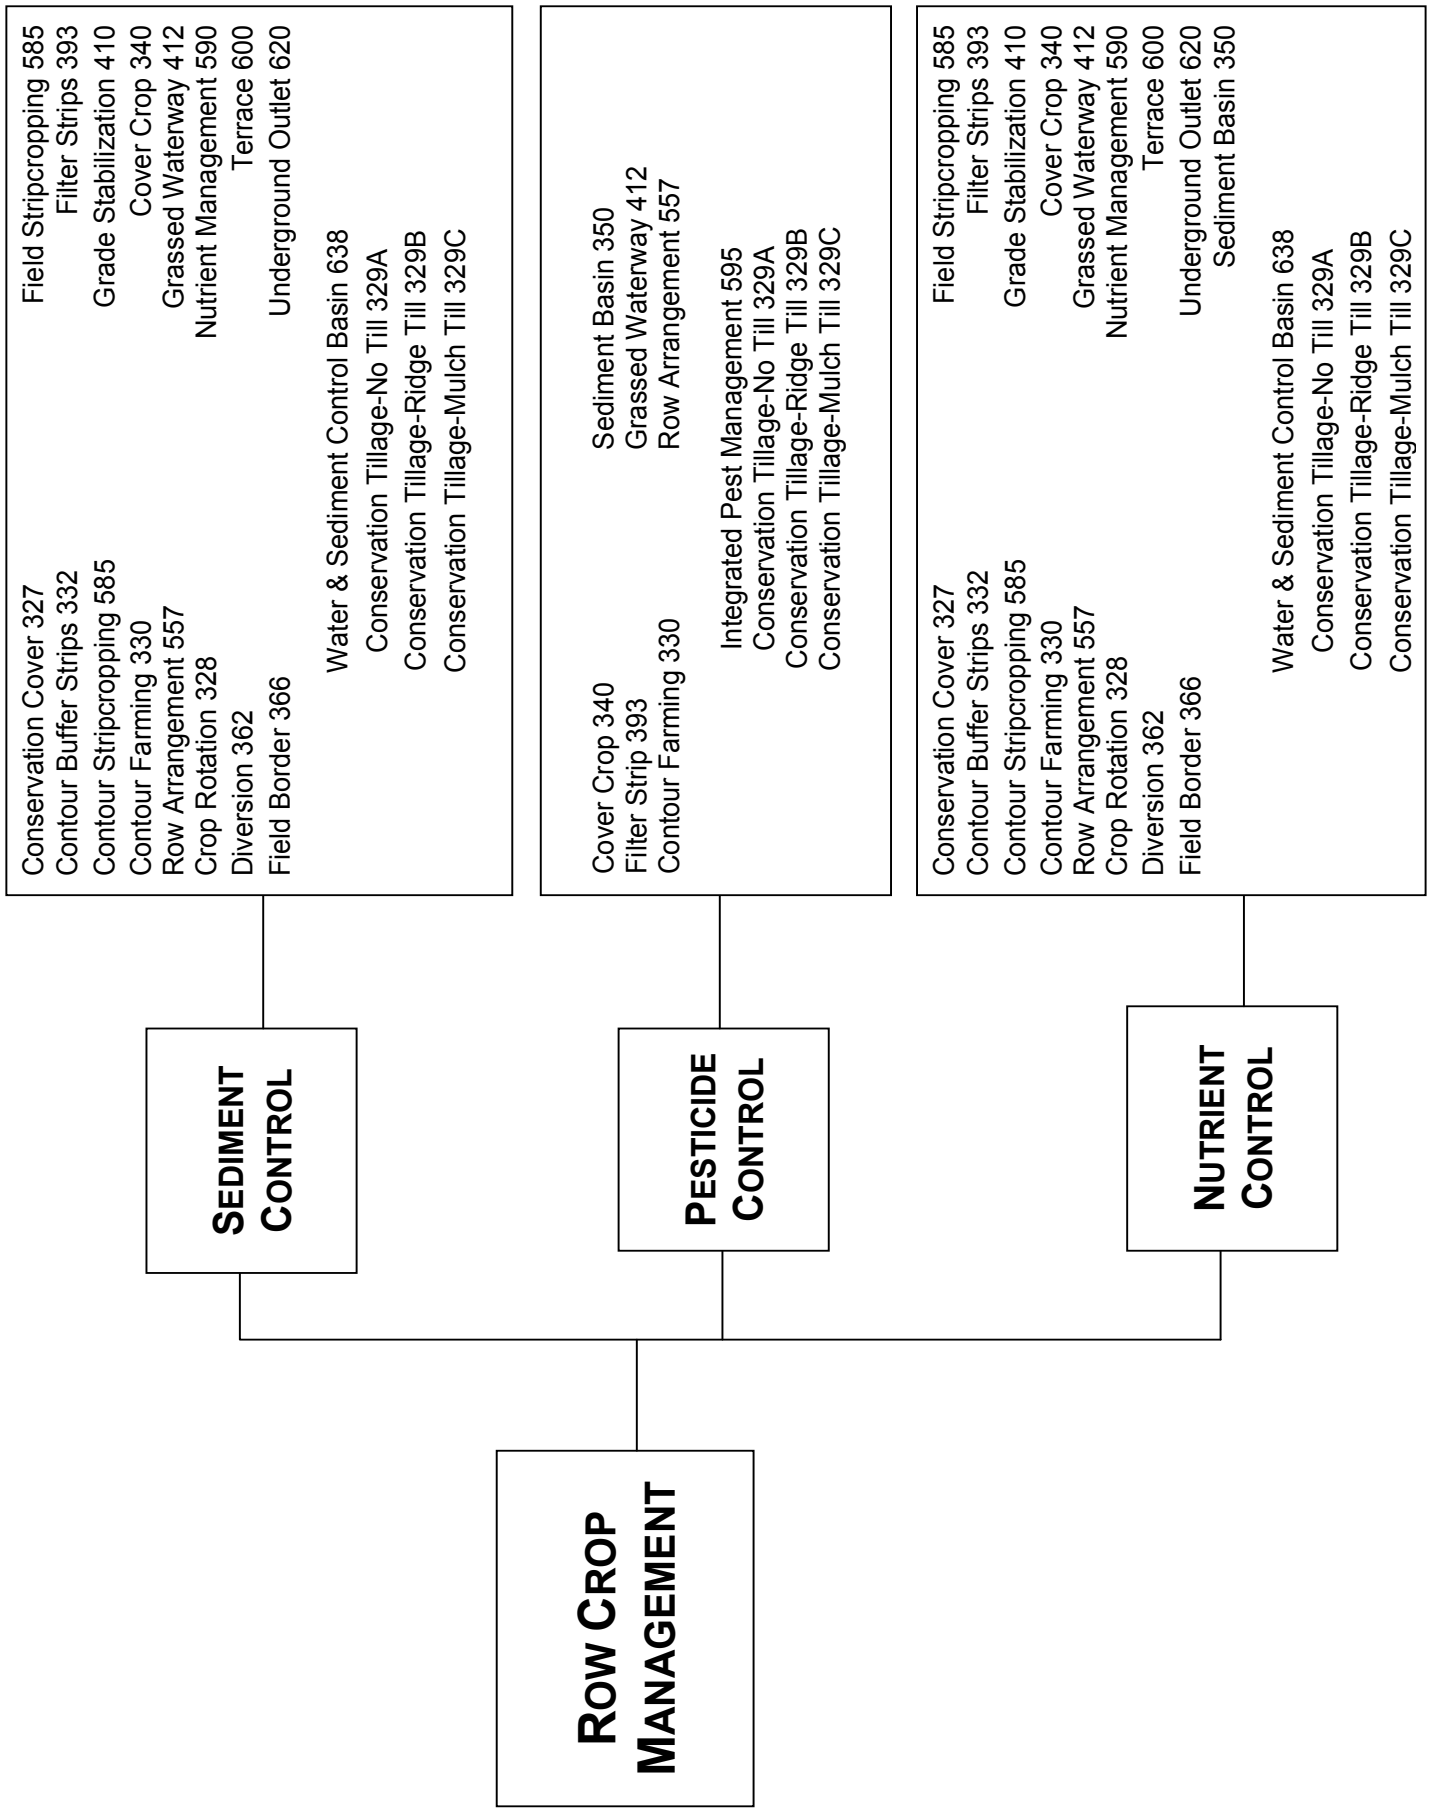 ROW CROP
MANAGEMENT
SEDIMENT
CONTROL
Conservation Cover 327
Contour Buffer Strips 332
Contour Stripcropping 585
Contour Farming 330
Row Arrangement 557
Crop Rotation 328
Diversion 362
Field Border 366
Field Stripcropping 585
Filter Strips 393
Grade Stabilization 410
Cover Crop 340
Grassed Waterway 412
Nutrient Management 590
Terrace 600
Underground Outlet 620
Water & Sediment Control Basin 638
Conservation Tillage-No Till 329A
Conservation Tillage-Ridge Till 329B
Conservation Tillage-Mulch Till 329C
PESTICIDE
CONTROL
Cover Crop 340
Filter Strip 393
Contour Farming 330
Sediment Basin 350
Grassed Waterway 412
Row Arrangement 557
Integrated Pest Management 595
Conservation Tillage-No Till 329A
Conservation Tillage-Ridge Till 329B
Conservation Tillage-Mulch Till 329C
NUTRIENT
CONTROL
Conservation Cover 327
Contour Buffer Strips 332
Contour Stripcropping 585
Contour Farming 330
Row Arrangement 557
Crop Rotation 328
Diversion 362
Field Border 366
Field Stripcropping 585
Filter Strips 393
Grade Stabilization 410
Cover Crop 340
Grassed Waterway 412
Nutrient Management 590
Terrace 600
Underground Outlet 620
Sediment Basin 350
Water & Sediment Control Basin 638
Conservation Tillage-No Till 329A
Conservation Tillage-Ridge Till 329B
Conservation Tillage-Mulch Till 329C